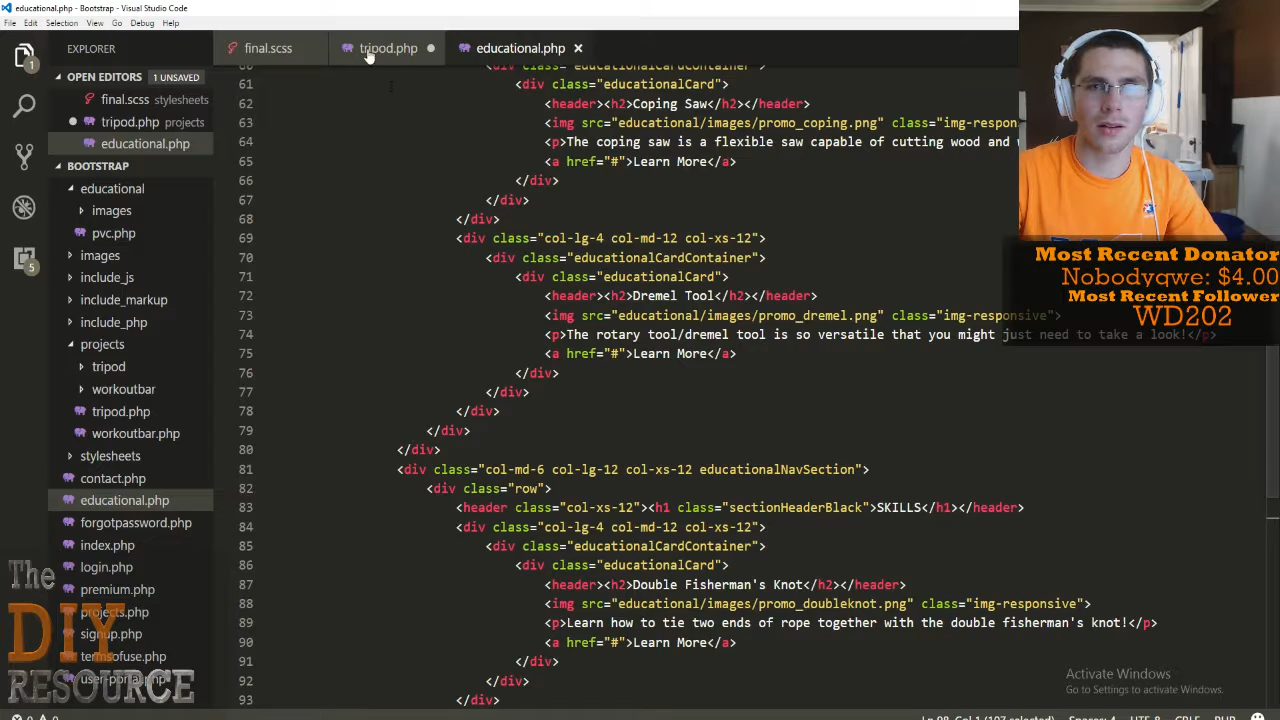 educational.php - Bootstrap - Visual Studio Code
File Edit Selection View Go Debug Help
EXPLORER
final.scss
tripod.php
educational.php
OPEN EDITORS 1 UNSAVED
final.scss stylesheets
tripod.php projects
educational.php
BOOTSTRAP
educational
images
pvc.php
images
include_js
include_markup
include_php
projects
tripod
workoutbar
tripod.php
workoutbar.php
stylesheets
contact.php
educational.php
forgotpassword.php
index.php
login.php
premium.php
projects.php
signup.php
termsofuse.php
user-portal.php
1
5
60 <div class="educationalCardContainer">
61 <div class="educationalCard">
62 <header><h2>Coping Saw</h2></header>
63 <img src="educational/images/promo_coping.png" class="img-respon
64 <p>The coping saw is a flexible saw capable of cutting wood and
65 <a href="#">Learn More</a>
66 </div>
67 </div>
68 </div>
69 <div class="col-lg-4 col-md-12 col-xs-12">
70 <div class="educationalCardContainer">
71 <div class="educationalCard">
72 <header><h2>Dremel Tool</h2></header>
73 <img src="educational/images/promo_dremel.png" class="img-responsive">
74 <p>The rotary tool/dremel tool is so versatile that you might just need to take a look!</p>
75 <a href="#">Learn More</a>
76 </div>
77 </div>
78 </div>
79 </div>
80 </div>
81 <div class="col-md-6 col-lg-12 col-xs-12 educationalNavSection">
82 <div class="row">
83 <header class="col-xs-12"><h1 class="sectionHeaderBlack">SKILLS</h1></header>
84 <div class="col-lg-4 col-md-12 col-xs-12">
85 <div class="educationalCardContainer">
86 <div class="educationalCard">
87 <header><h2>Double Fisherman's Knot</h2></header>
88 <img src="educational/images/promo_doubleknot.png" class="img-responsive">
89 <p>Learn how to tie two ends of rope together with the double fisherman's knot!</p>
90 <a href="#">Learn More</a>
91 </div>
92 </div>
93 </div>
Most Recent Donator
Nobodyqwe: $4.00
Most Recent Follower
WD202
The
DIY
RESOURCE
Activate Windows
Go to Settings to activate Windows.